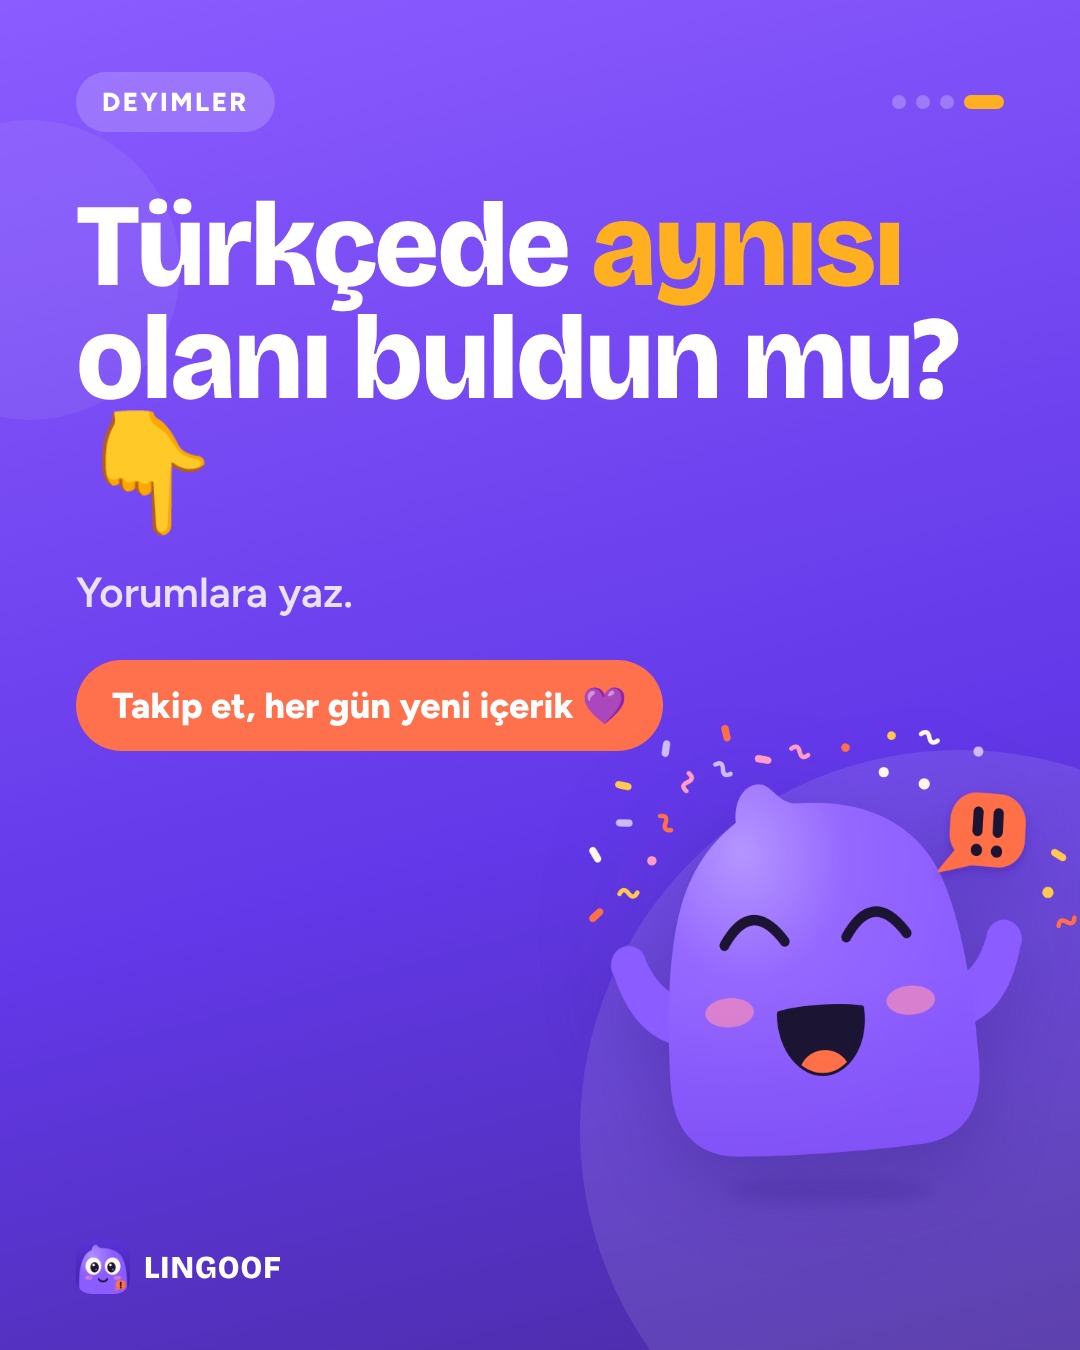 DEYIMLER
Türkçede aynısı
olanı buldun mu?
👇
Yorumlara yaz.
Takip et, her gün yeni içerik 💜
!!
LINGOOF